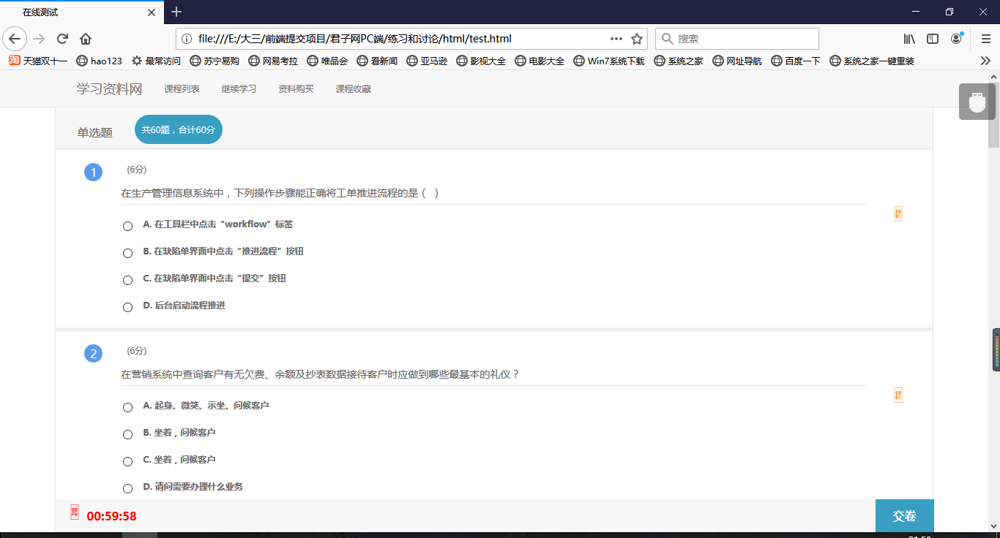 在线测试
file:///E:/大三/前端提交项目/君子网PC端/练习和讨论/html/test.html
搜索
天猫双十一 hao123 最常访问 苏宁易购 网易考拉 唯品会 看新闻 亚马逊 影视大全 电影大全 Win7系统下载 系统之家 网址导航 百度一下 系统之家一键重装
学习资料网 课程列表 继续学习 资料购买 课程收藏
单选题 共60题，合计60分
1 (6分)
在生产管理信息系统中，下列操作步骤能正确将工单推进流程的是（ ）
A. 在工具栏中点击“workflow”标签
B. 在缺陷单界面中点击“推进流程”按钮
C. 在缺陷单界面中点击“提交”按钮
D. 后台启动流程推进
2 (6分)
在营销系统中查询客户有无欠费、余额及抄表数据接待客户时应做到哪些最基本的礼仪？
A. 起身、微笑、示坐、问候客户
B. 坐着，问候客户
C. 坐着，问候客户
D. 请问需要办理什么业务
00:59:58
交卷